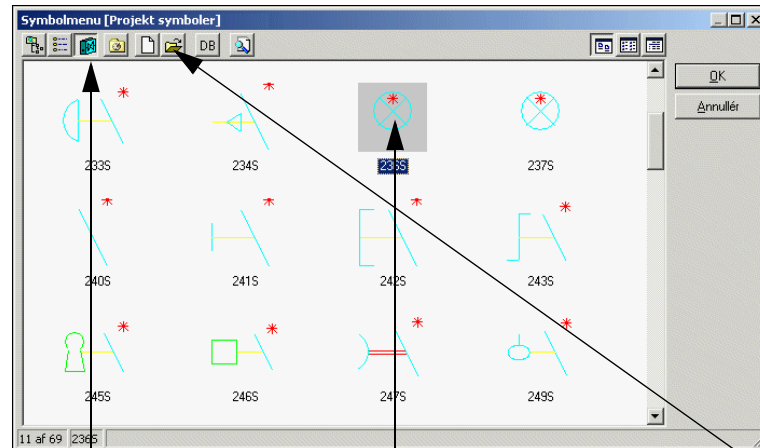 Symbolmenu [Projekt symboler]
DB
OK
Annullér
233S
234S
236S
237S
240S
241S
242S
243S
245S
246S
247S
249S
11 af 69
236S